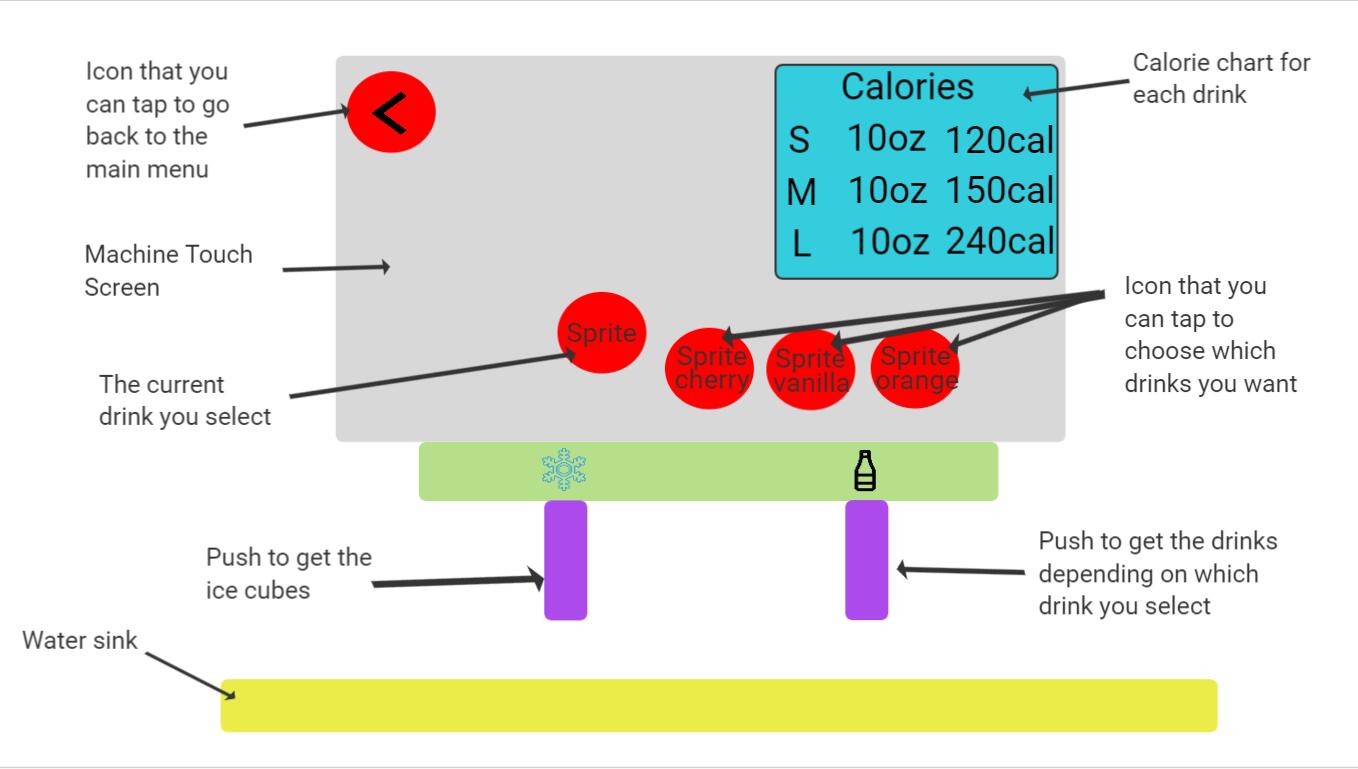 Icon that you
can tap to go
back to the
main menu
Calories
S 10oz 120cal
M 10oz 150cal
L 10oz 240cal
Calorie chart for
each drink
Machine Touch
Screen
Icon that you
can tap to
choose which
drinks you want
Sprite
Sprite
cherry
Sprite
vanilla
Sprite
orange
The current
drink you select
Push to get the
ice cubes
Push to get the drinks
depending on which
drink you select
Water sink